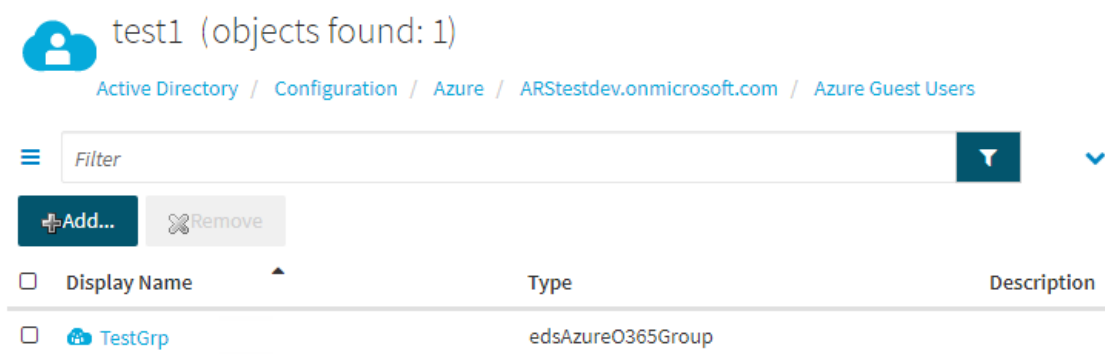 test1 (objects found: 1)
Active Directory / Configuration / Azure / ARStestdev.onmicrosoft.com / Azure Guest Users
Filter
Add... Remove
Display Name Type Description
TestGrp edsAzureO365Group